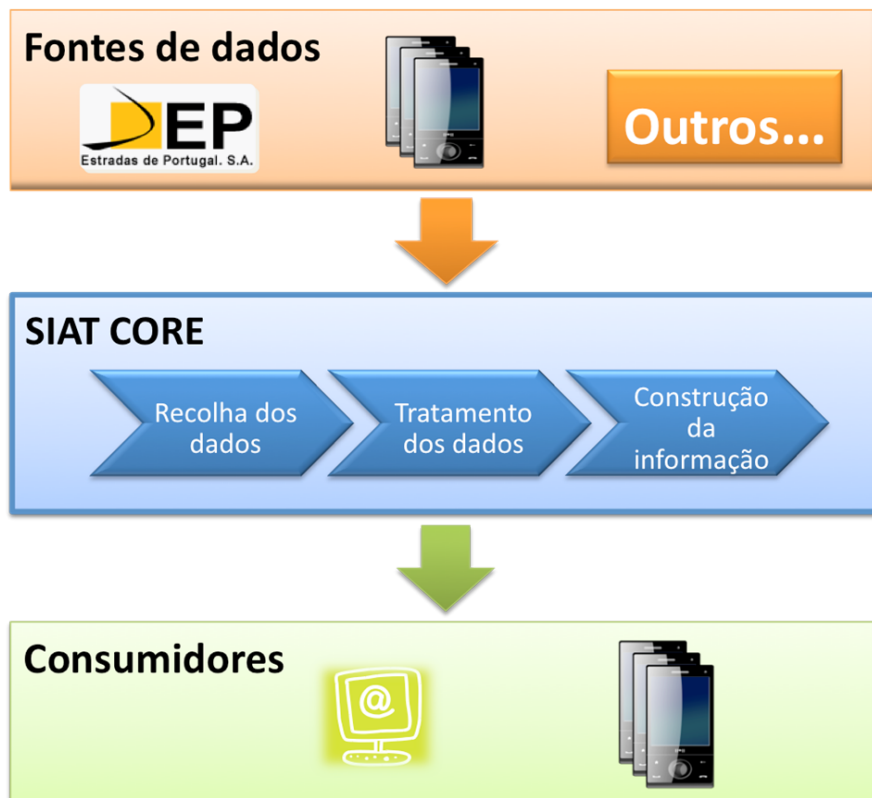 Fontes de dados
EP
Estradas de Portugal. S.A.
Outros...
SIAT CORE
Recolha dos
dados
Tratamento
dos dados
Construção
da
informação
Consumidores
@